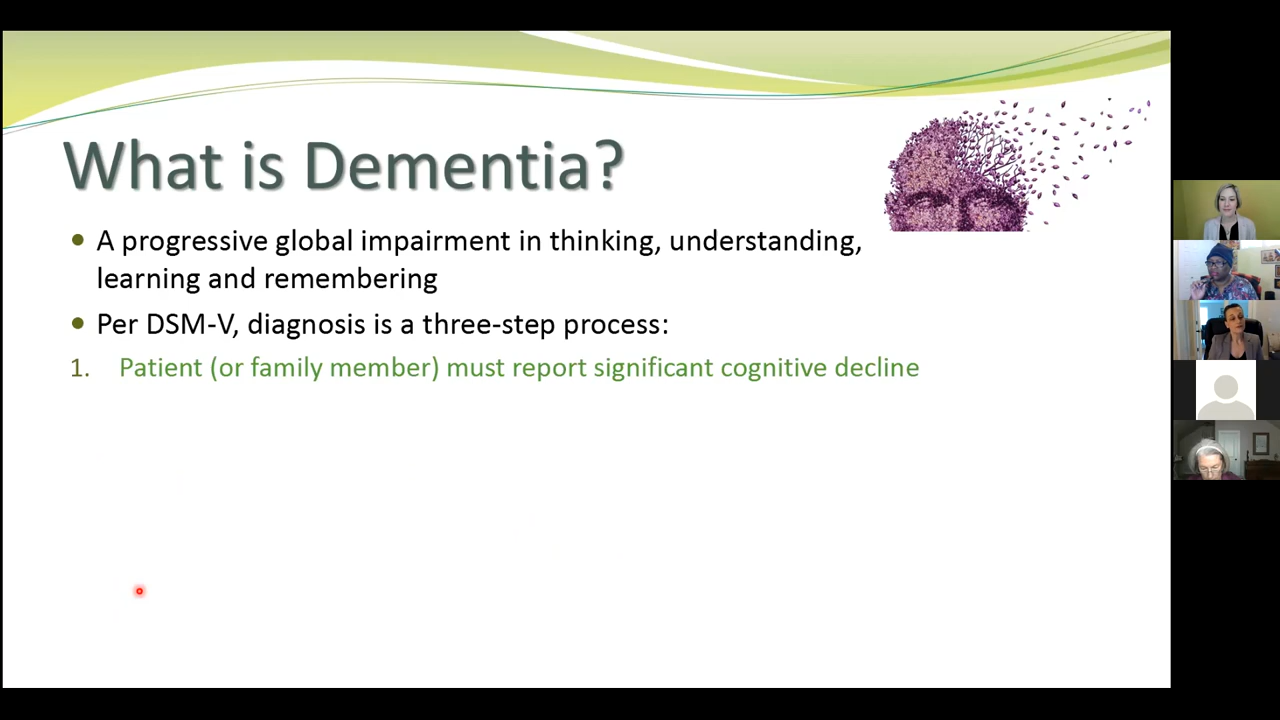 What is Dementia?
A progressive global impairment in thinking, understanding,
learning and remembering
Per DSM-V, diagnosis is a three-step process:
1. Patient (or family member) must report significant cognitive decline